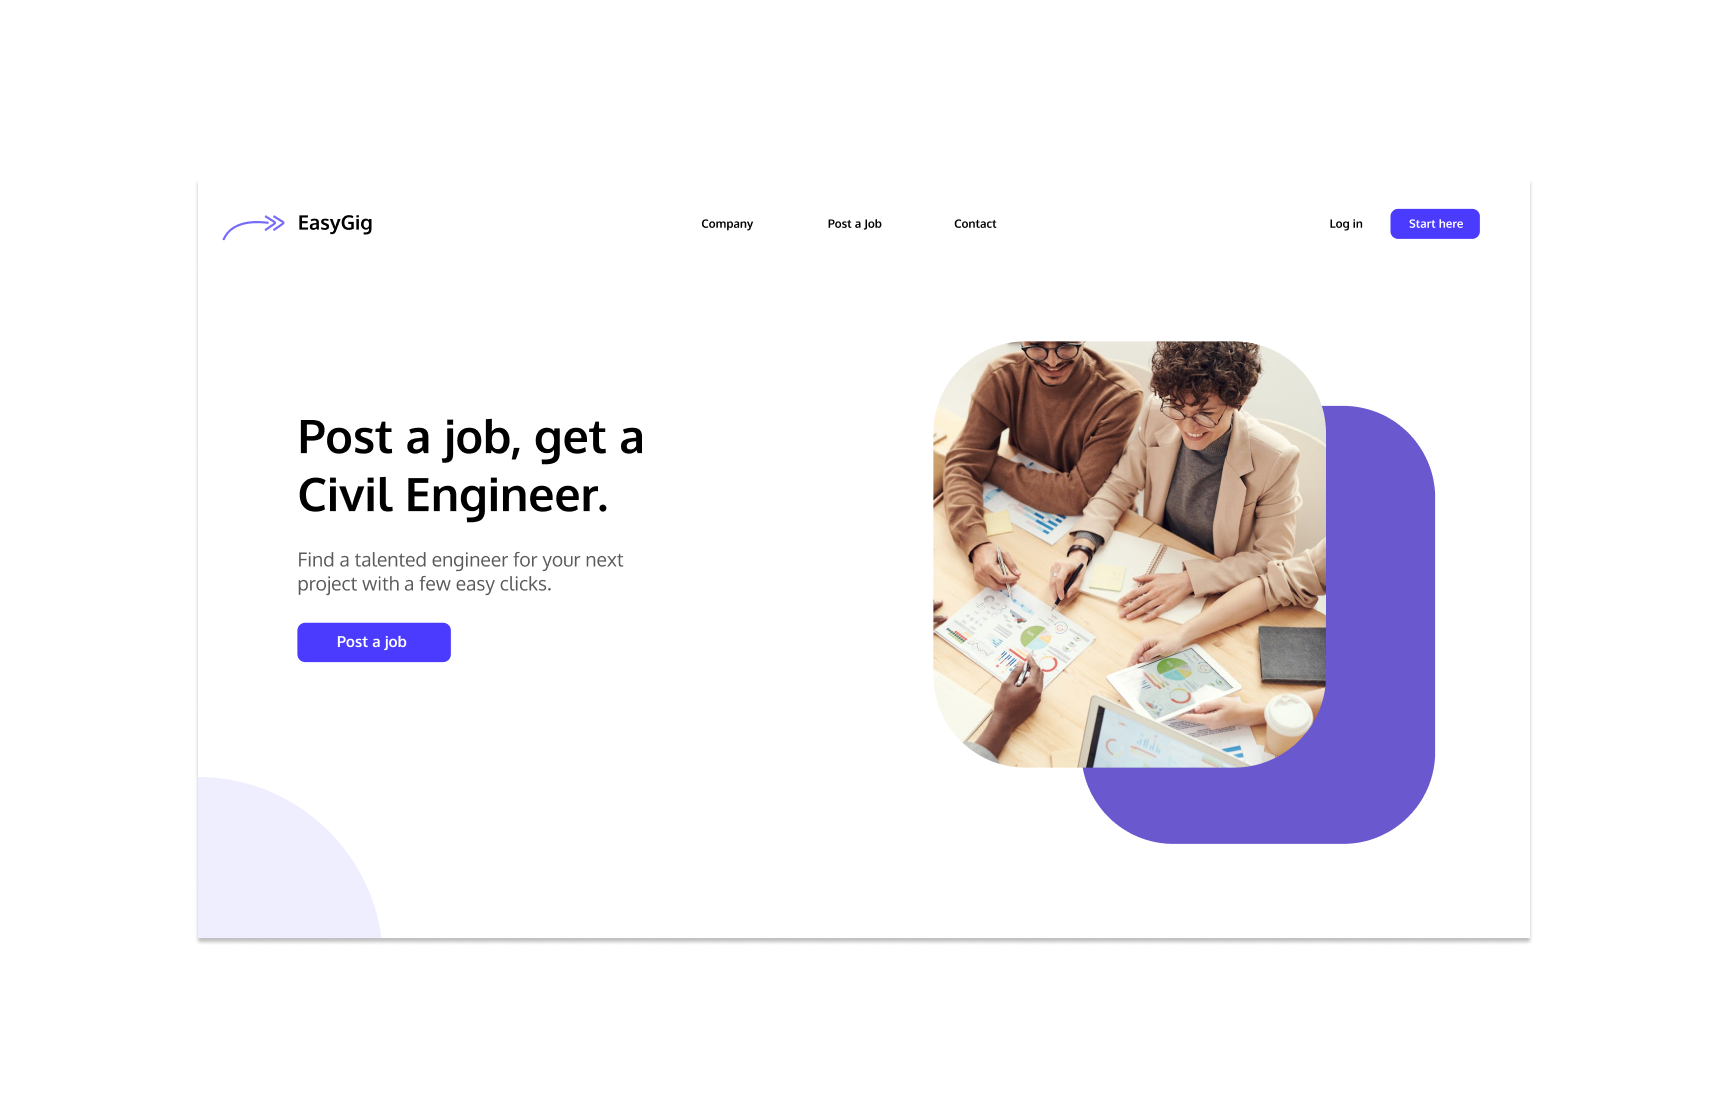 EasyGig
Company
Post a Job
Contact
Log in
Start here
Post a job, get a
Civil Engineer.
Find a talented engineer for your next
project with a few easy clicks.
Post a job